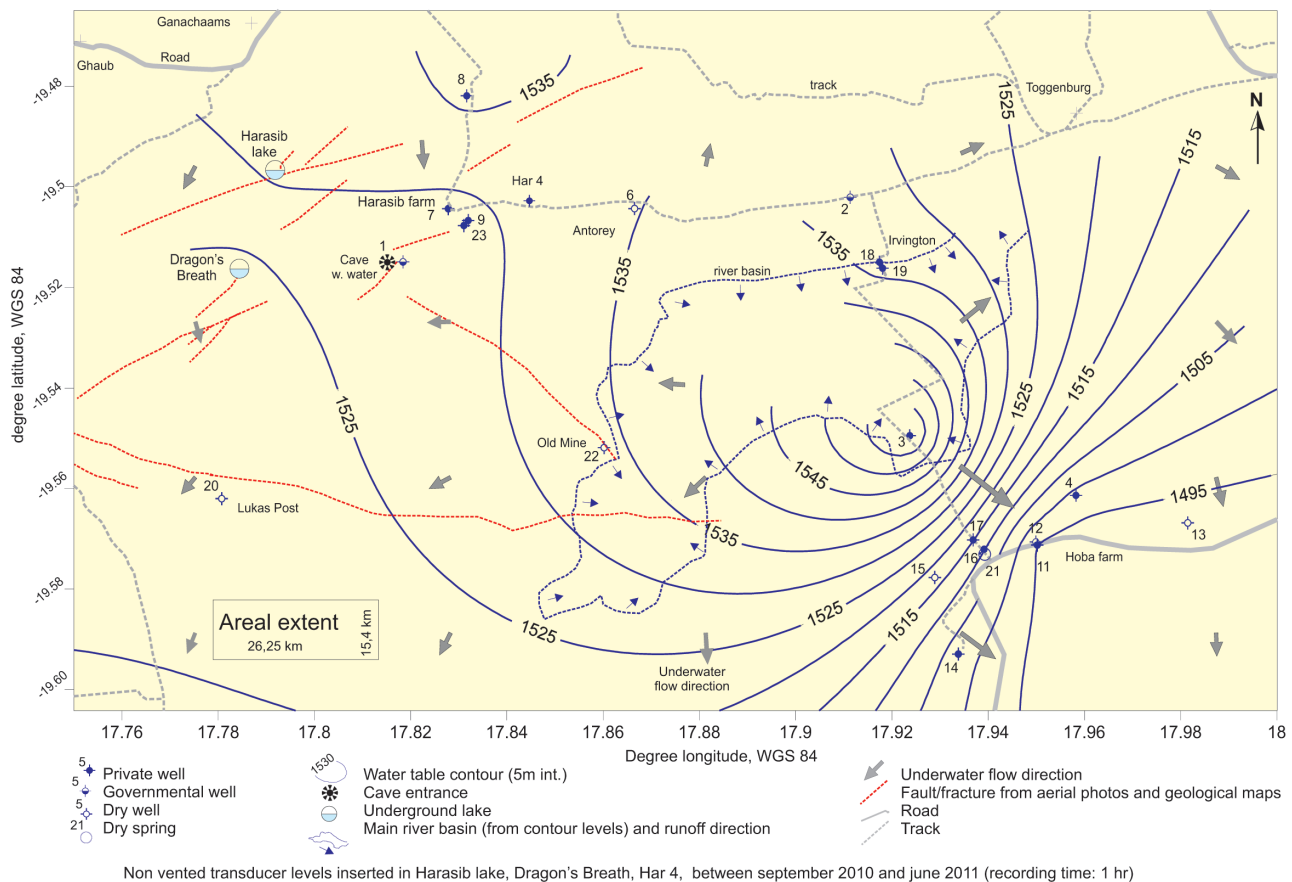 Ganachaams
Ghaub
Road
8
1535
track
1525
Toggenburg
N
1515
-19.48
Harasib
lake
-19.5
Harasib farm
7
9
23
Har 4
6
Antorey
2
1535
18
19
Irvington
1
Cave
w. water
Dragon's
Breath
1535
river basin
-19.52
degree latitude, WGS 84
-19.54
1525
1525
1515
1505
3
Old Mine
22
1545
-19.56
20
Lukas Post
4
1495
13
1535
17
16
21
12
11
Hoba farm
15
-19.58
Areal extent
26,25 km
15,4 km
1525
1525
1515
14
Underwater
flow direction
-19.60
17.76
17.78
17.8
17.82
17.84
17.86
17.88
17.9
17.92
17.94
17.96
17.98
18
Degree longitude, WGS 84
5
Private well
5
Governmental well
5
Dry well
21
Dry spring
1530
Water table contour (5m int.)
Cave entrance
Underground lake
Main river basin (from contour levels) and runoff direction
Underwater flow direction
Fault/fracture from aerial photos and geological maps
Road
Track
Non vented transducer levels inserted in Harasib lake, Dragon's Breath, Har 4, between september 2010 and june 2011 (recording time: 1 hr)